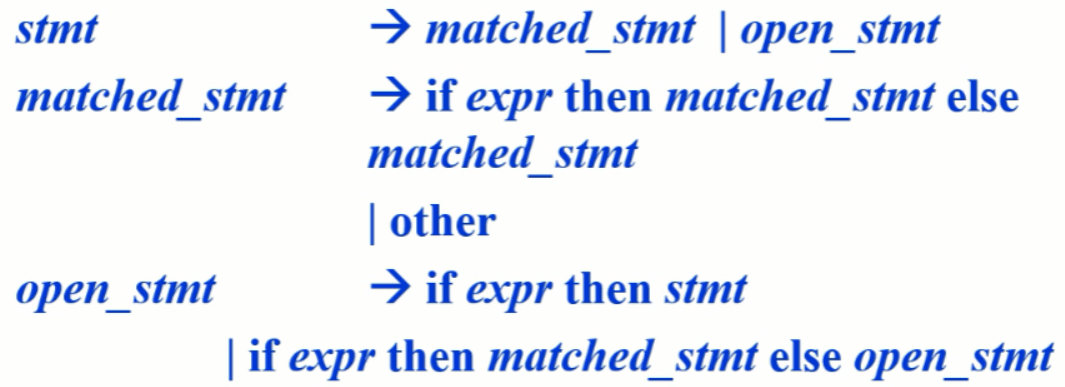 stmt → matched_stmt | open_stmt
matched_stmt → if expr then matched_stmt else
matched_stmt
| other
open_stmt → if expr then stmt
| if expr then matched_stmt else open_stmt